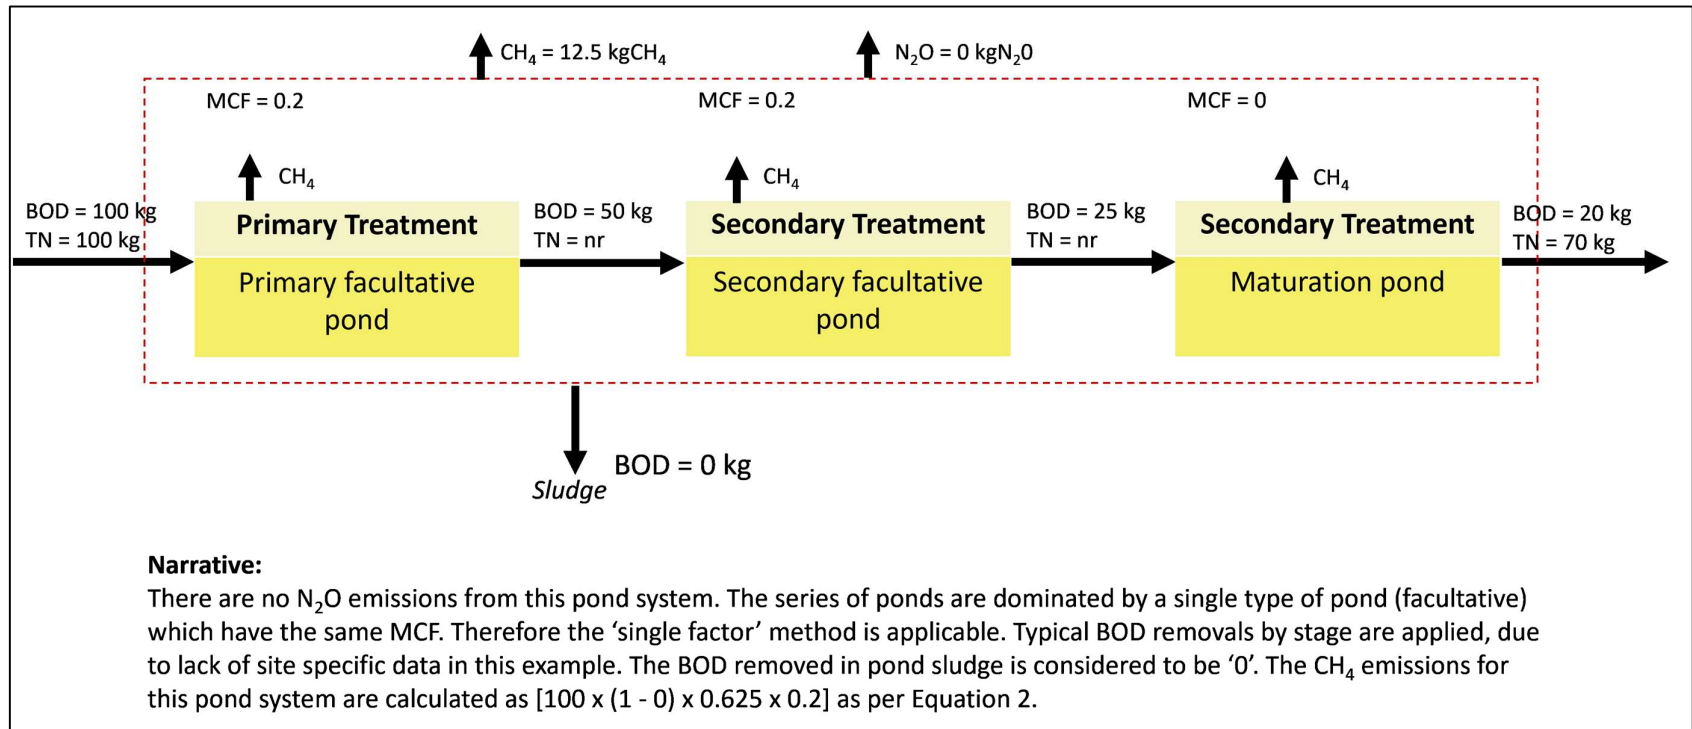 CH₄ = 12.5 kgCH₄
N₂O = 0 kgN₂0
MCF = 0.2
MCF = 0.2
MCF = 0
CH₄
CH₄
CH₄
BOD = 100 kg
TN = 100 kg
Primary Treatment
Primary facultative
pond
BOD = 50 kg
TN = nr
Secondary Treatment
Secondary facultative
pond
BOD = 25 kg
TN = nr
Secondary Treatment
Maturation pond
BOD = 20 kg
TN = 70 kg
BOD = 0 kg
Sludge
Narrative:
There are no N₂O emissions from this pond system. The series of ponds are dominated by a single type of pond (facultative)
which have the same MCF. Therefore the ‘single factor’ method is applicable. Typical BOD removals by stage are applied, due
to lack of site specific data in this example. The BOD removed in pond sludge is considered to be ‘0’. The CH₄ emissions for
this pond system are calculated as [100 x (1 - 0) x 0.625 x 0.2] as per Equation 2.